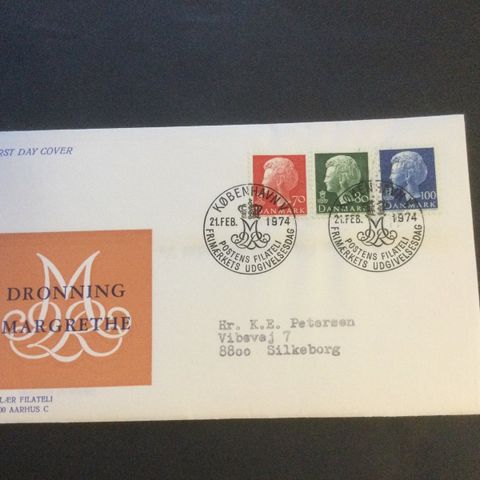 RST DAY COVER
70
DANMARK
80
DANMARK
100
DANMARK
KØBENHAVN
21.FEB. 1974
POSTENS FILATELI
FRIMÆRKETS UDGIVELSESDAG
KØBENHAVN
21.FEB. 1974
POSTENS FILATELI
FRIMÆRKETS UDGIVELSESDAG
DRONNING
MARGRETHE
Hr. K.E. Petersen
Vibevej 7
8800 Silkeborg
LÆR FILATELI
00 AARHUS C